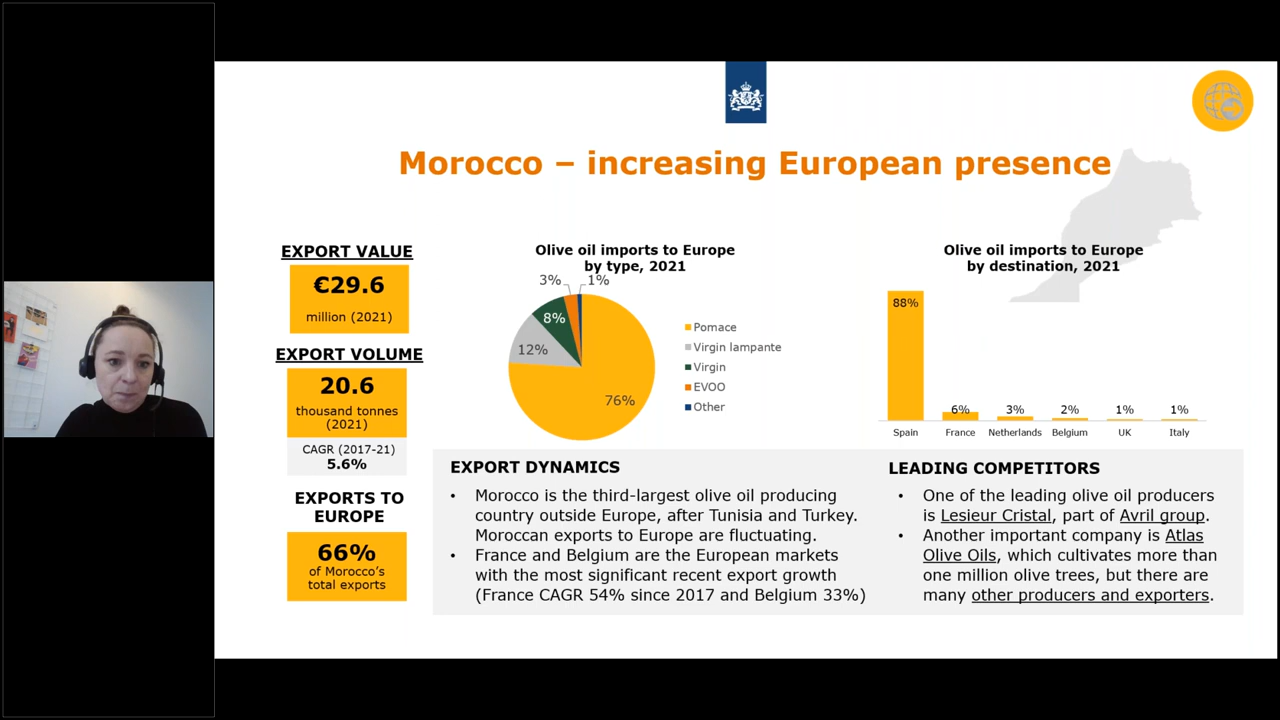 Morocco – increasing European presence
EXPORT VALUE
€29.6
million (2021)
EXPORT VOLUME
20.6
thousand tonnes
(2021)
CAGR (2017-21)
5.6%
EXPORTS TO
EUROPE
66%
of Morocco's
total exports
Olive oil imports to Europe
by type, 2021
3%
1%
8%
12%
76%
Pomace
Virgin lampante
Virgin
EVOO
Other
Olive oil imports to Europe
by destination, 2021
88%
6%
3%
2%
1%
1%
Spain
France
Netherlands
Belgium
UK
Italy
EXPORT DYNAMICS
• Morocco is the third-largest olive oil producing
country outside Europe, after Tunisia and Turkey.
Moroccan exports to Europe are fluctuating.
• France and Belgium are the European markets
with the most significant recent export growth
(France CAGR 54% since 2017 and Belgium 33%)
LEADING COMPETITORS
• One of the leading olive oil producers
is Lesieur Cristal, part of Avril group.
• Another important company is Atlas
Olive Oils, which cultivates more than
one million olive trees, but there are
many other producers and exporters.